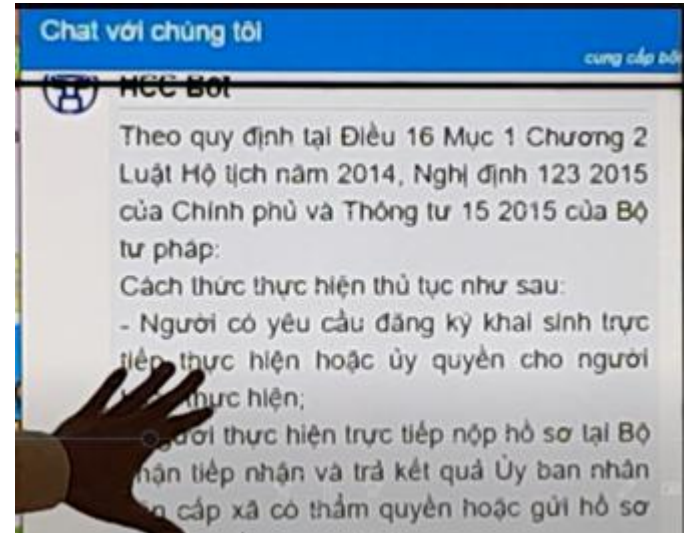 Chat với chúng tôi
cung cấp bởi
HCC Bot
Theo quy định tại Điều 16 Mục 1 Chương 2
Luật Hộ tịch năm 2014, Nghị định 123 2015
của Chính phủ và Thông tư 15 2015 của Bộ
tư pháp:
Cách thức thực hiện thủ tục như sau:
- Người có yêu cầu đăng ký khai sinh trực
tiếp thực hiện hoặc ủy quyền cho người
thực hiện;
thực hiện trực tiếp nộp hồ sơ tại Bộ
tiếp nhận và trả kết quả Ủy ban nhân
cấp xã có thẩm quyền hoặc gửi hồ sơ